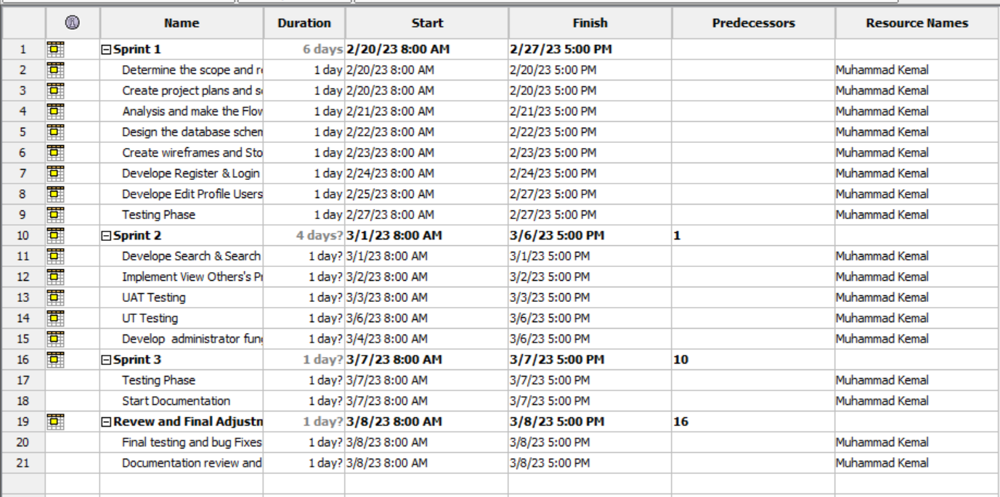 Name Duration Start Finish Predecessors Resource Names
1 Sprint 1 6 days 2/20/23 8:00 AM 2/27/23 5:00 PM
2 Determine the scope and re 1 day 2/20/23 8:00 AM 2/20/23 5:00 PM Muhammad Kemal
3 Create project plans and s 1 day 2/20/23 8:00 AM 2/20/23 5:00 PM Muhammad Kemal
4 Analysis and make the Flow 1 day 2/21/23 8:00 AM 2/21/23 5:00 PM Muhammad Kemal
5 Design the database schem 1 day 2/22/23 8:00 AM 2/22/23 5:00 PM Muhammad Kemal
6 Create wireframes and Sto 1 day 2/23/23 8:00 AM 2/23/23 5:00 PM Muhammad Kemal
7 Develope Register & Login 1 day 2/24/23 8:00 AM 2/24/23 5:00 PM Muhammad Kemal
8 Develope Edit Profile Users 1 day 2/25/23 8:00 AM 2/27/23 5:00 PM Muhammad Kemal
9 Testing Phase 1 day 2/27/23 8:00 AM 2/27/23 5:00 PM Muhammad Kemal
10 Sprint 2 4 days? 3/1/23 8:00 AM 3/6/23 5:00 PM 1
11 Develope Search & Search 1 day? 3/1/23 8:00 AM 3/1/23 5:00 PM Muhammad Kemal
12 Implement View Others's Pr 1 day? 3/2/23 8:00 AM 3/2/23 5:00 PM Muhammad Kemal
13 UAT Testing 1 day? 3/3/23 8:00 AM 3/3/23 5:00 PM Muhammad Kemal
14 UT Testing 1 day? 3/6/23 8:00 AM 3/6/23 5:00 PM Muhammad Kemal
15 Develop administrator fun 1 day? 3/4/23 8:00 AM 3/6/23 5:00 PM Muhammad Kemal
16 Sprint 3 1 day? 3/7/23 8:00 AM 3/7/23 5:00 PM 10
17 Testing Phase 1 day? 3/7/23 8:00 AM 3/7/23 5:00 PM Muhammad Kemal
18 Start Documentation 1 day? 3/7/23 8:00 AM 3/7/23 5:00 PM Muhammad Kemal
19 Revew and Final Adjustn 1 day? 3/8/23 8:00 AM 3/8/23 5:00 PM 16
20 Final testing and bug Fixes 1 day? 3/8/23 8:00 AM 3/8/23 5:00 PM Muhammad Kemal
21 Documentation review and 1 day? 3/8/23 8:00 AM 3/8/23 5:00 PM Muhammad Kemal